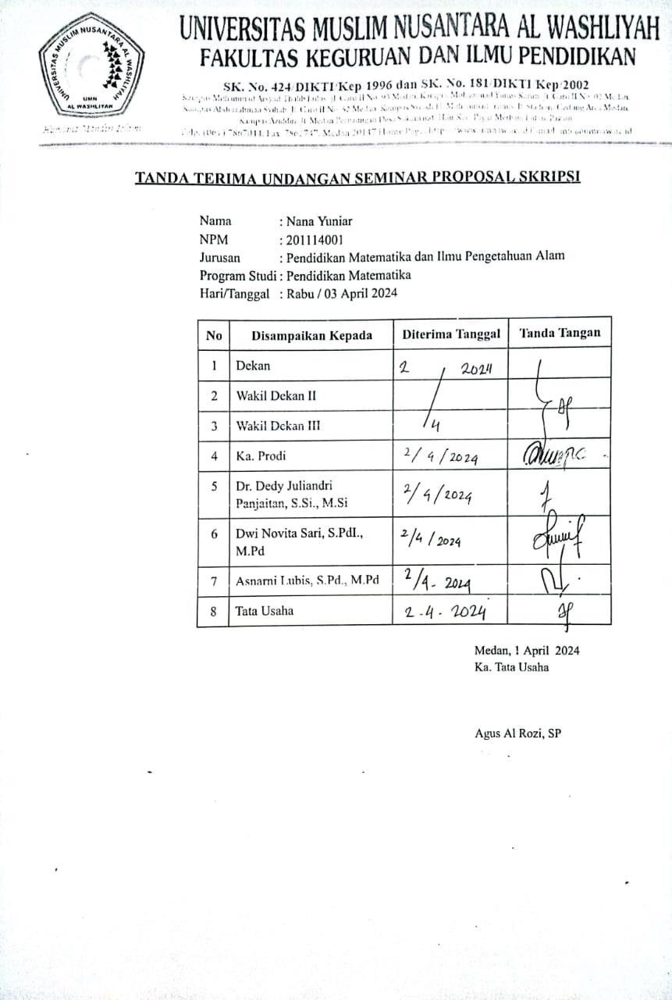 UNIVERSITAS MUSLIM NUSANTARA AL WASHLIYAH
UMN
AL WASHLIYAH
UNIVERSITAS MUSLIM NUSANTARA AL WASHLIYAH
FAKULTAS KEGURUAN DAN ILMU PENDIDIKAN
SK. No. 424/DIKTI/Kep 1996 dan SK. No. 181/DIKTI Kep/2002
TANDA TERIMA UNDANGAN SEMINAR PROPOSAL SKRIPSI
Nama : Nana Yuniar
NPM : 201114001
Jurusan : Pendidikan Matematika dan Ilmu Pengetahuan Alam
Program Studi : Pendidikan Matematika
Hari/Tanggal : Rabu / 03 April 2024
No Disampaikan Kepada Diterima Tanggal Tanda Tangan
1 Dekan 2 / 2024
2 Wakil Dekan II
3 Wakil Dekan III 4
4 Ka. Prodi 2/4/2024
5 Dr. Dedy Juliandri
Panjaitan, S.Si., M.Si 2/4/2024
6 Dwi Novita Sari, S.PdI.,
M.Pd 2/4/2024
7 Asnarni Lubis, S.Pd., M.Pd 2/4- 2024
8 Tata Usaha 2-4-2024
Medan, 1 April 2024
Ka. Tata Usaha
Agus Al Rozi, SP